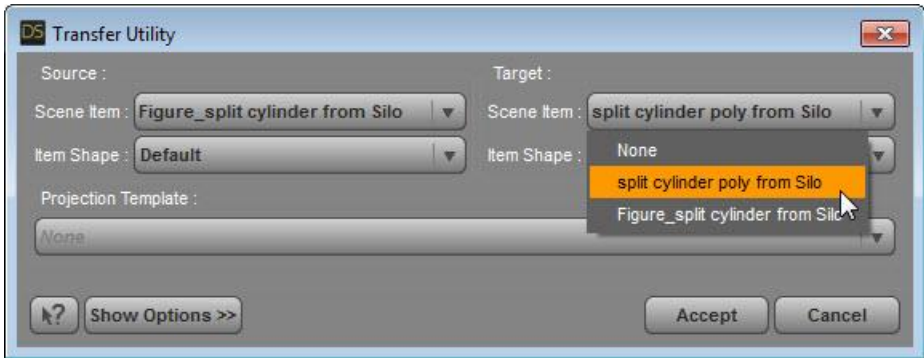 DS Transfer Utility
Source :
Target :
Scene Item : Figure_split cylinder from Silo
Scene Item : split cylinder poly from Silo
Item Shape : Default
Item Shape :
None
split cylinder poly from Silo
Figure_split cylinder from Silo
Projection Template :
None
? Show Options >>
Accept
Cancel